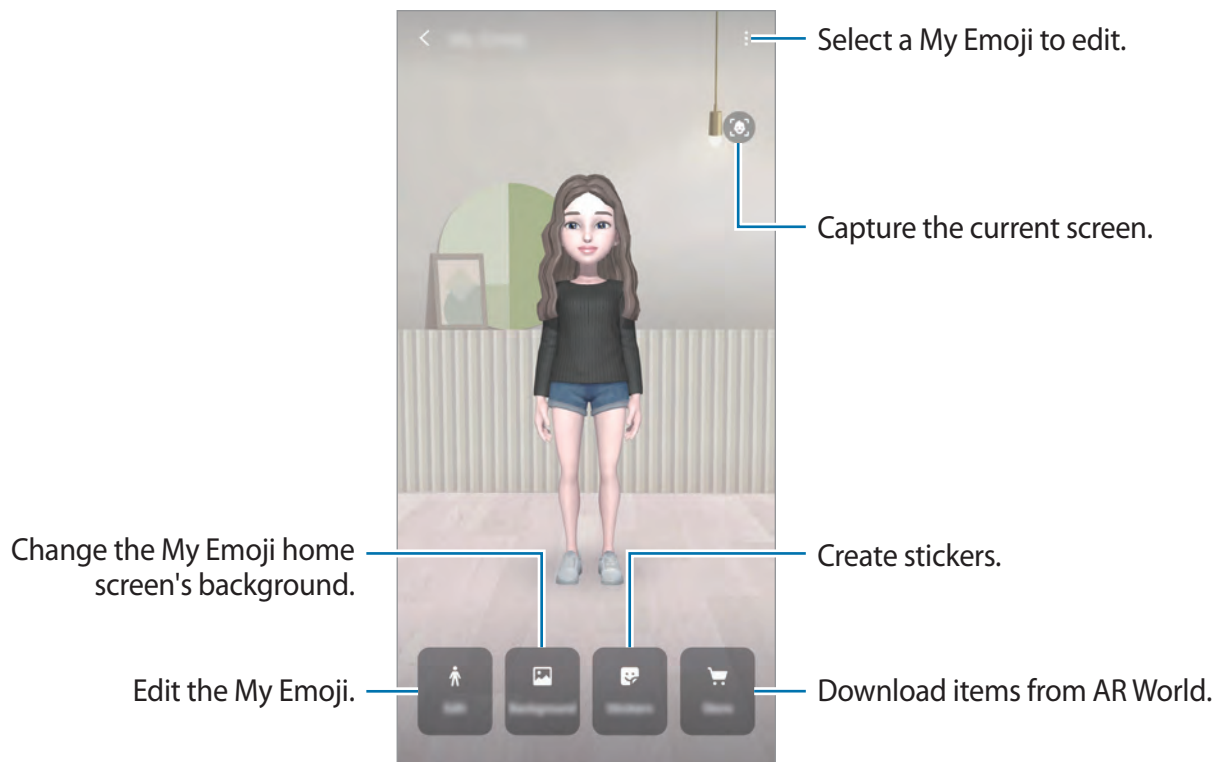 Select a My Emoji to edit.
Capture the current screen.
Change the My Emoji home
screen's background.
Create stickers.
Edit the My Emoji.
Download items from AR World.